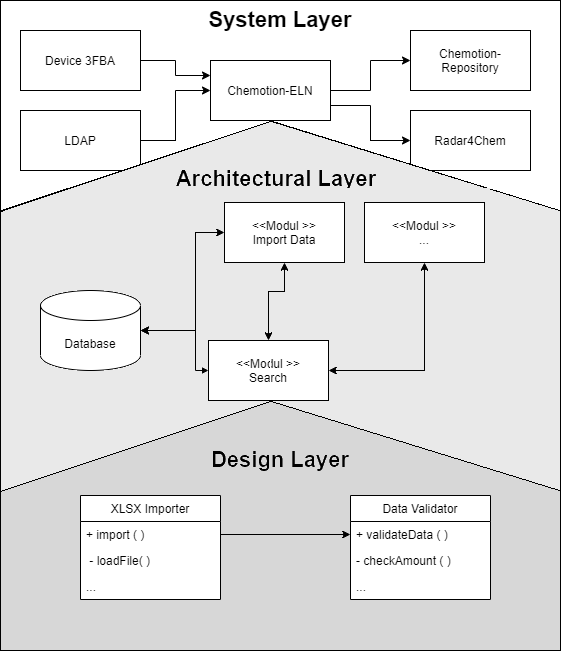 System Layer
Device 3FBA
Chemotion-
Repository
Chemotion-ELN
LDAP
Radar4Chem
Architectural Layer
<<Modul >>
Import Data
<<Modul >>
...
Database
<<Modul >>
Search
Design Layer
XLSX Importer
+ import ( )
- loadFile( )
...
Data Validator
+ validateData ( )
- checkAmount ( )
...